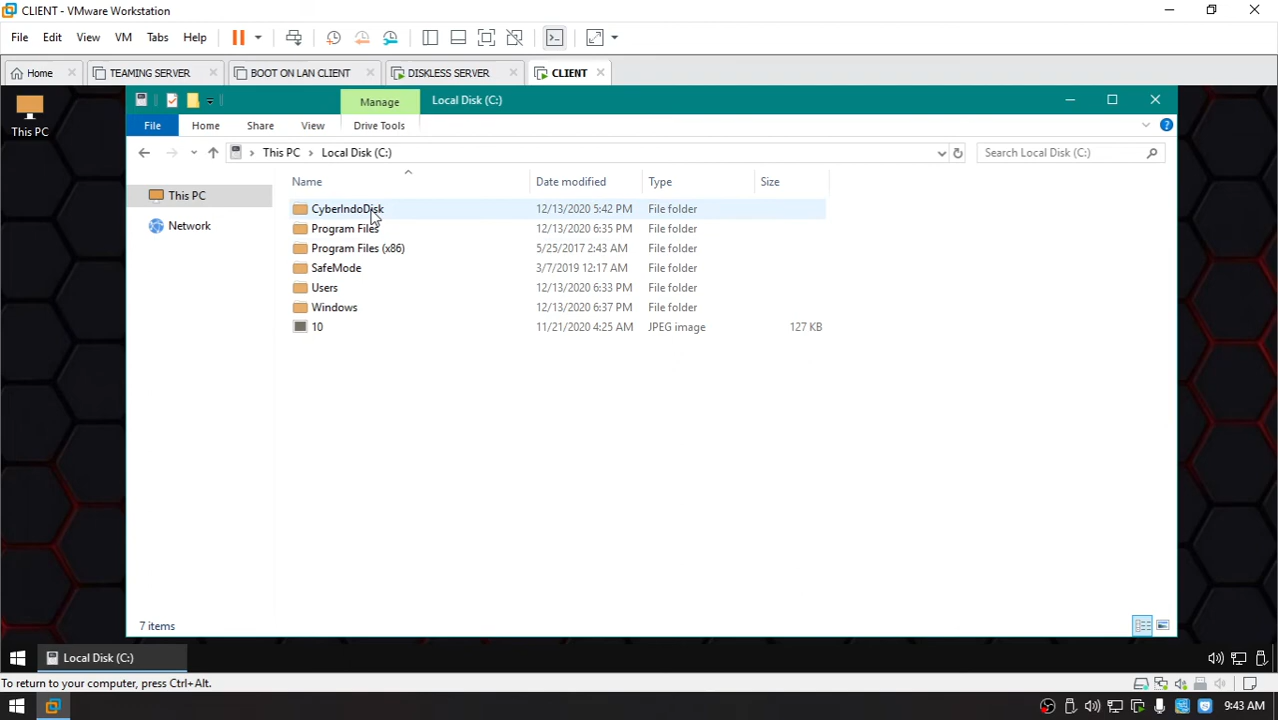 CLIENT - VMware Workstation
File Edit View VM Tabs Help
Home TEAMING SERVER BOOT ON LAN CLIENT DISKLESS SERVER CLIENT
This PC
Manage Local Disk (C:)
File Home Share View Drive Tools
This PC Local Disk (C:) Search Local Disk (C:)
This PC
Network
Name Date modified Type Size
CyberIndoDisk 12/13/2020 5:42 PM File folder
Program Files 12/13/2020 6:35 PM File folder
Program Files (x86) 5/25/2017 2:43 AM File folder
SafeMode 3/7/2019 12:17 AM File folder
Users 12/13/2020 6:33 PM File folder
Windows 12/13/2020 6:37 PM File folder
10 11/21/2020 4:25 AM JPEG image 127 KB
7 items
Local Disk (C:)
To return to your computer, press Ctrl+Alt.
9:43 AM